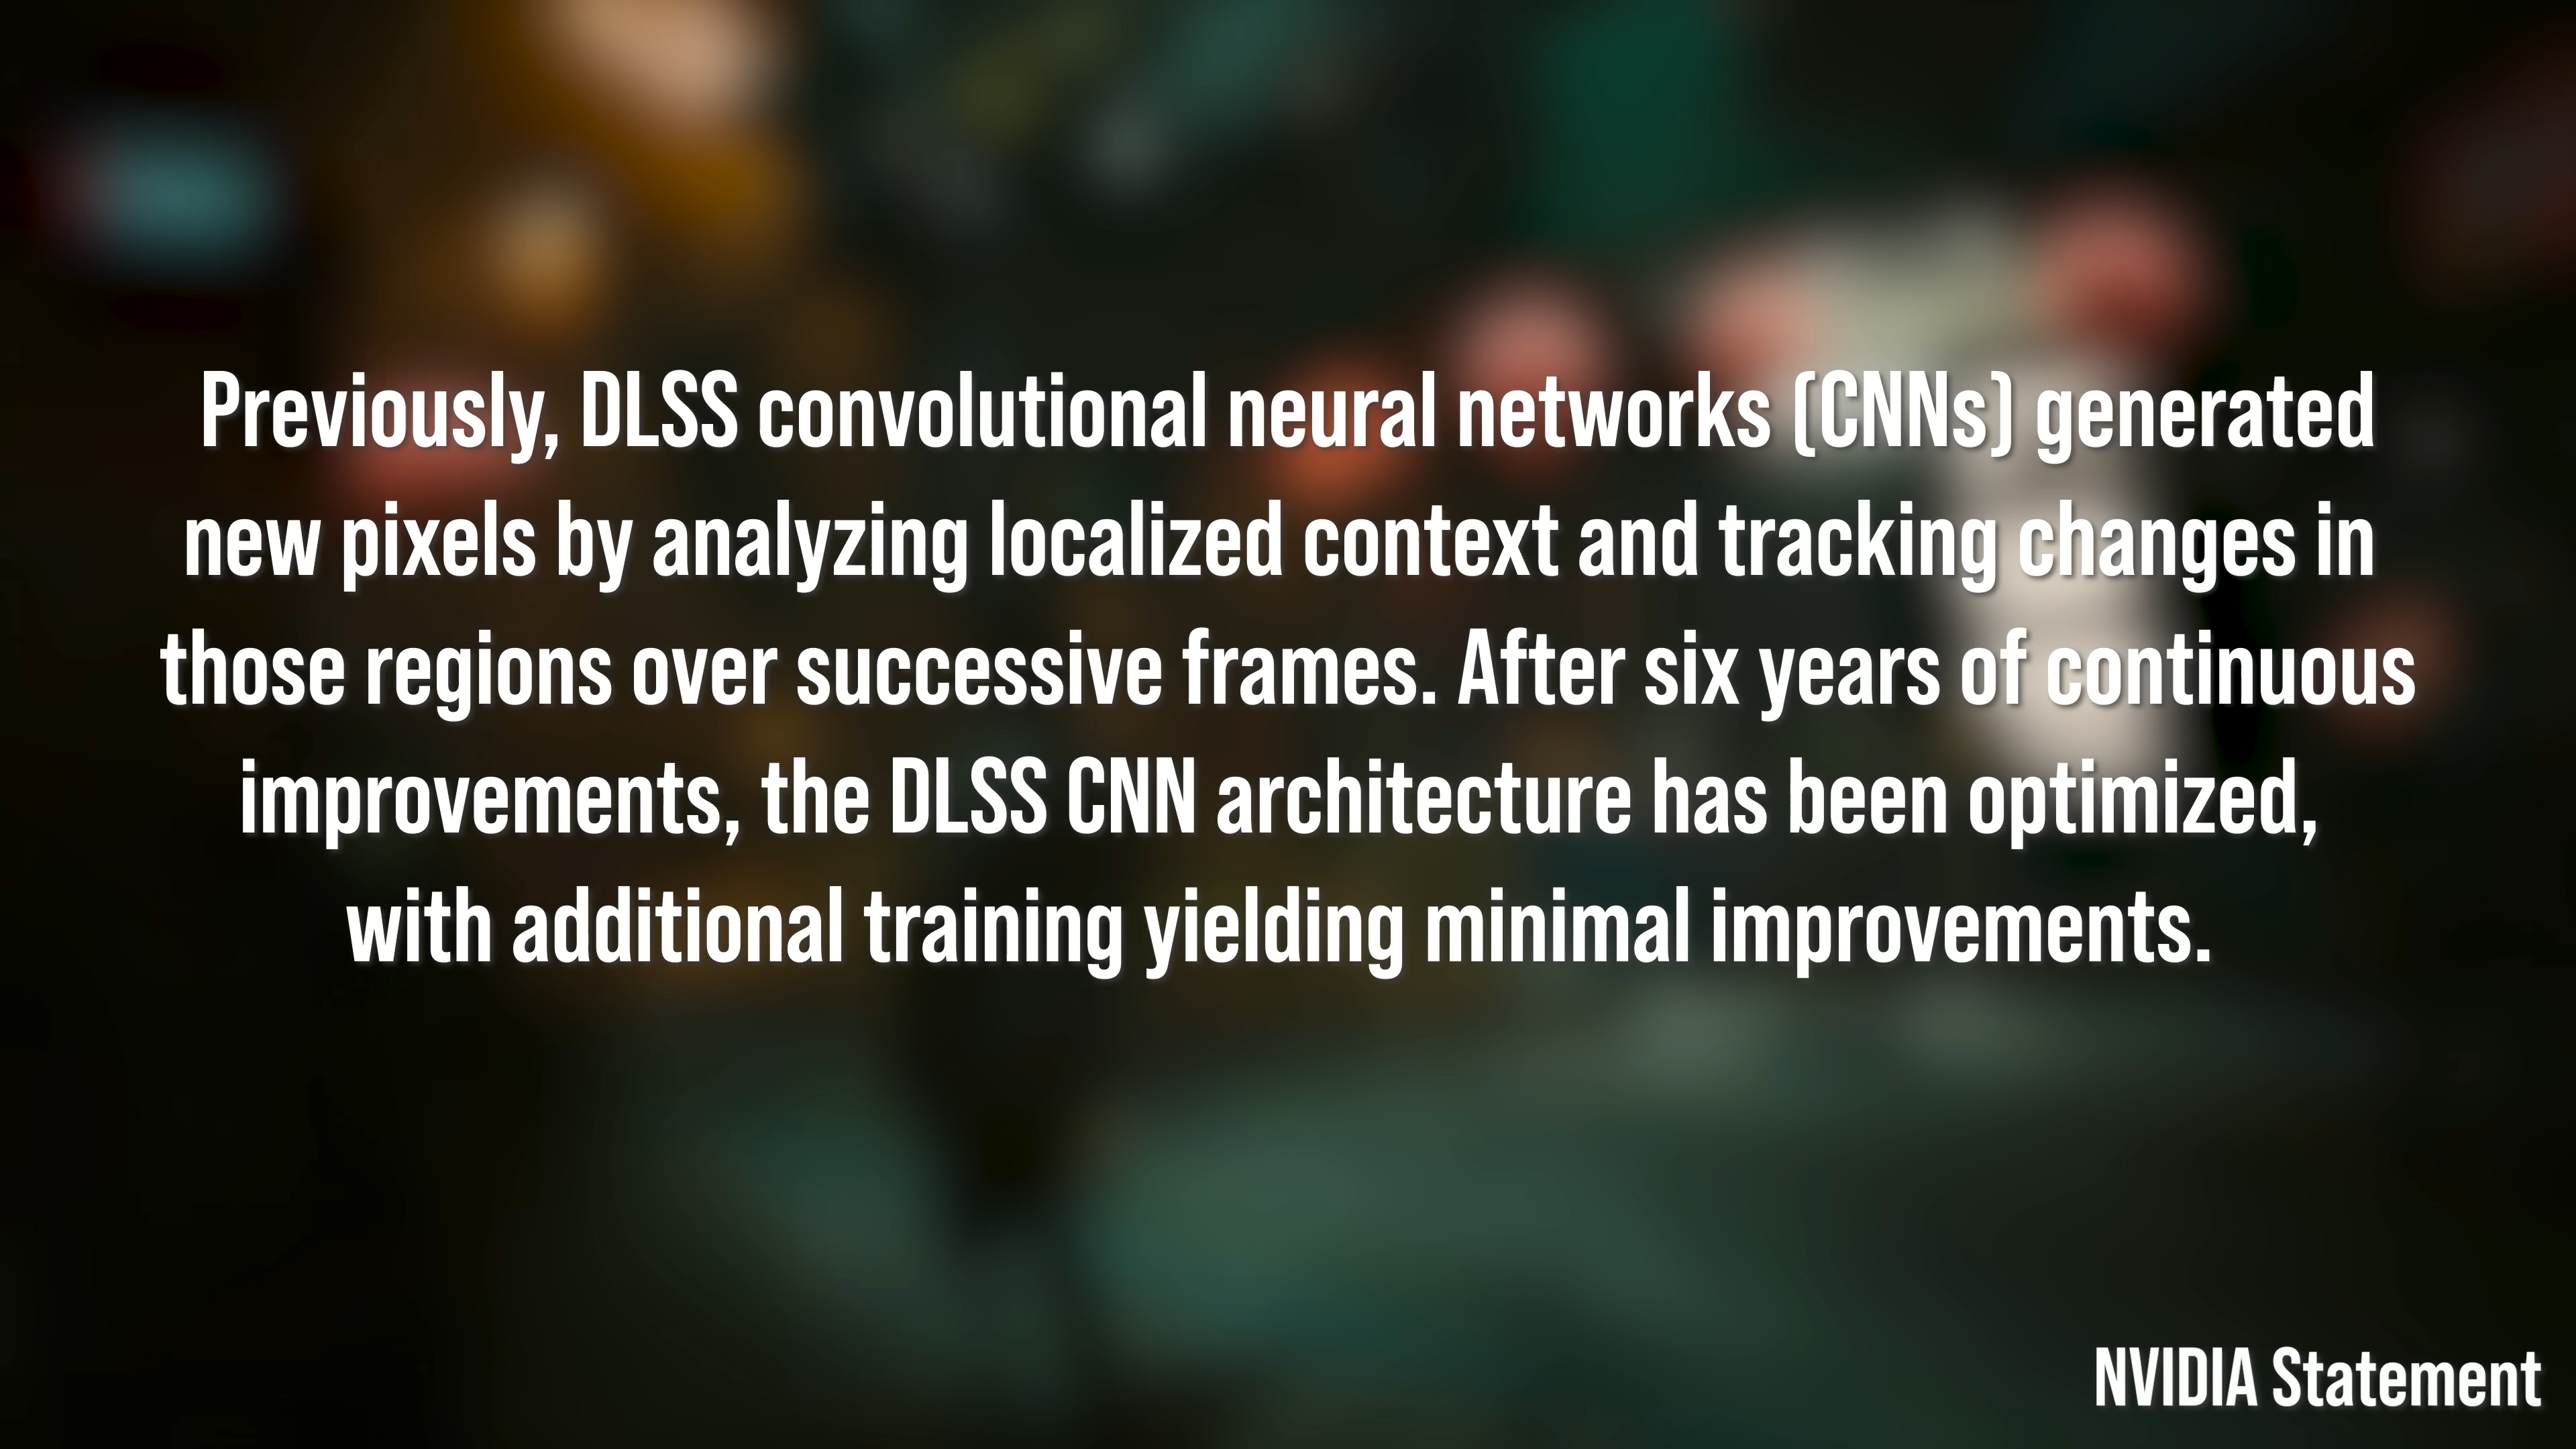 Previously, DLSS convolutional neural networks (CNNs) generated
new pixels by analyzing localized context and tracking changes in
those regions over successive frames. After six years of continuous
improvements, the DLSS CNN architecture has been optimized,
with additional training yielding minimal improvements.
NVIDIA Statement